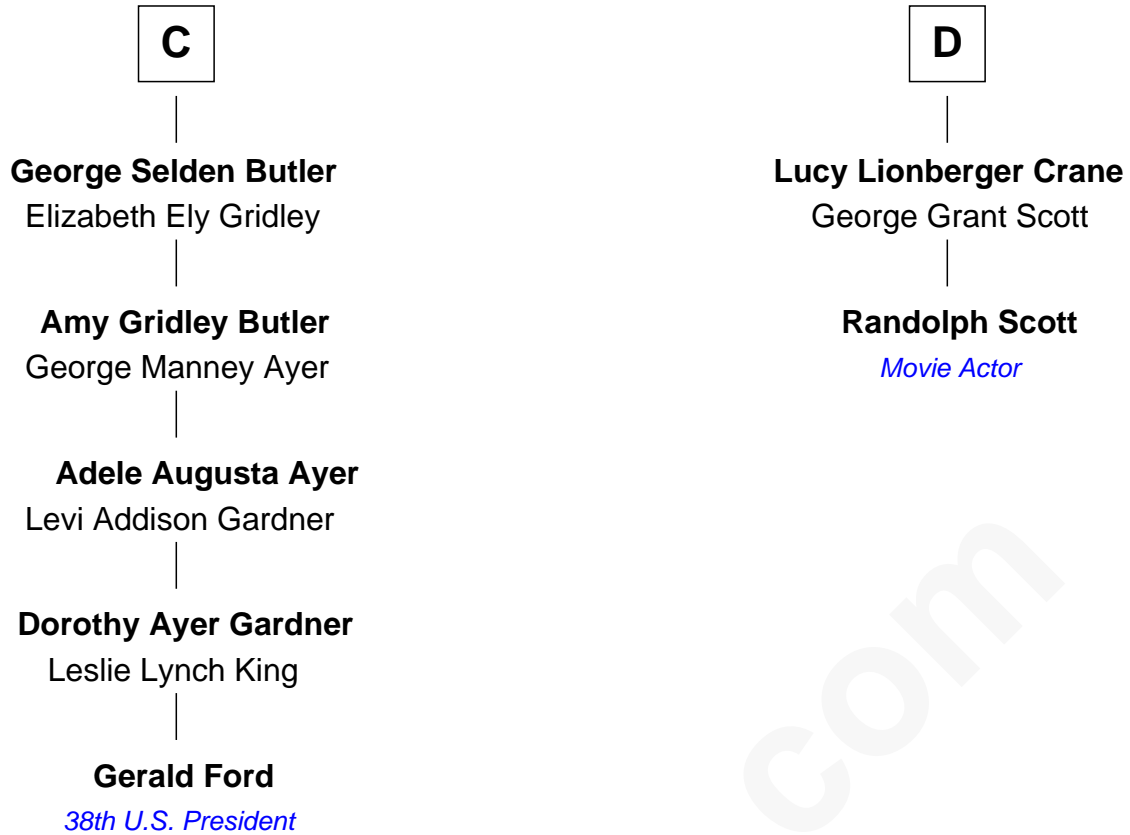 C
George Selden Butler
Elizabeth Ely Gridley
Amy Gridley Butler
George Manney Ayer
Adele Augusta Ayer
Levi Addison Gardner
Dorothy Ayer Gardner
Leslie Lynch King
Gerald Ford
38th U.S. President
D
Lucy Lionberger Crane
George Grant Scott
Randolph Scott
Movie Actor
com